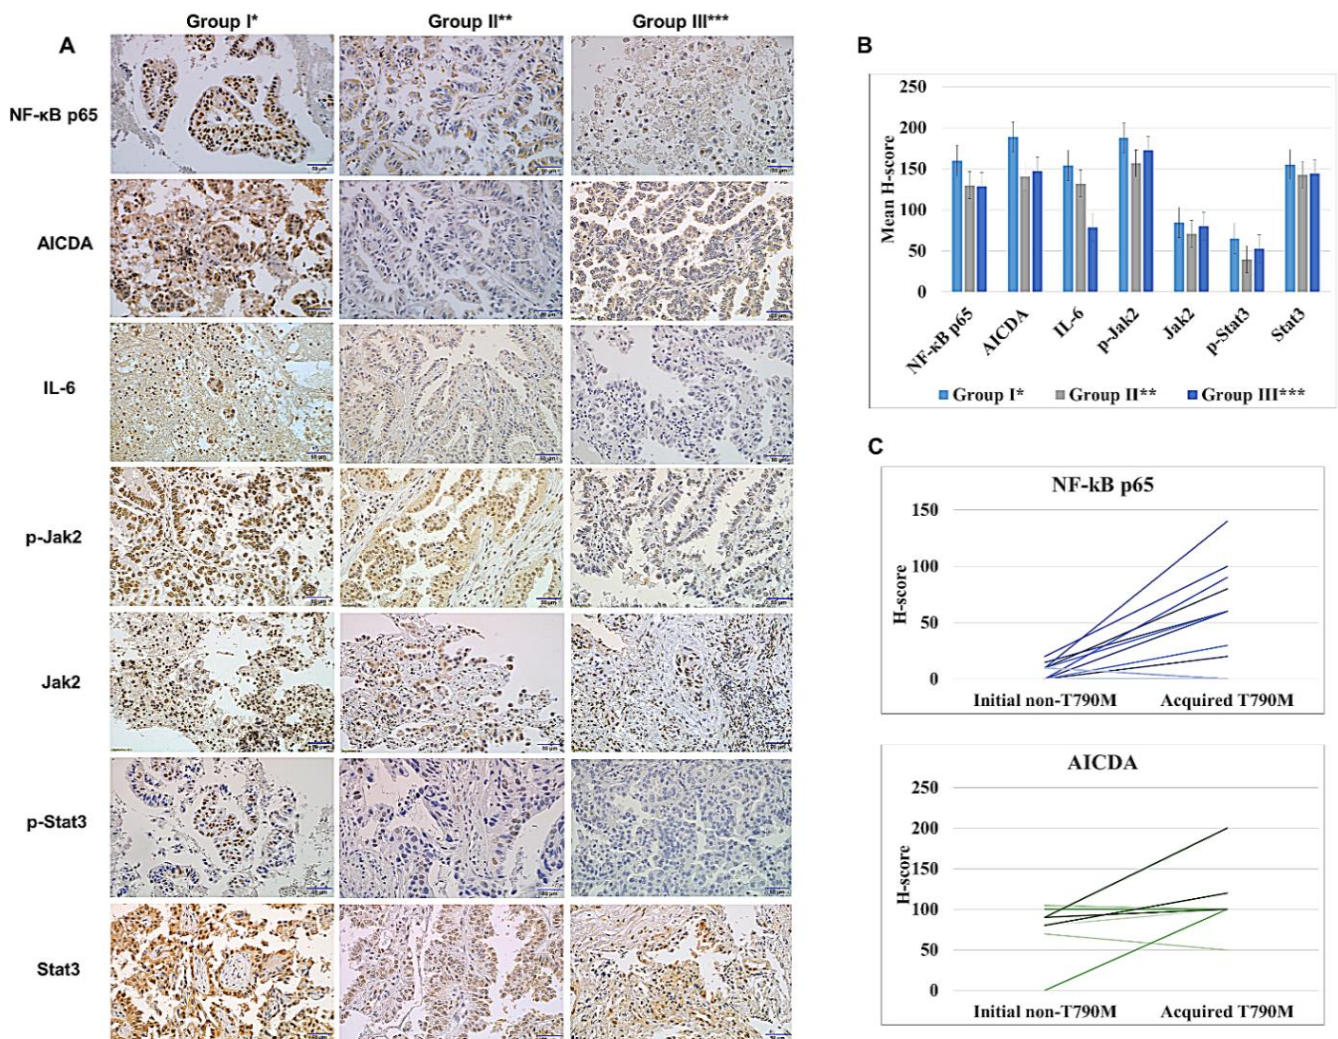 A
Group I*
Group II**
Group III***
NF-κB p65
AICDA
IL-6
p-Jak2
Jak2
p-Stat3
Stat3
B
250
200
150
100
50
0
Mean H-score
NF-κB p65
AICDA
IL-6
p-Jak2
Jak2
p-Stat3
Stat3
Group I* Group II** Group III***
C
NF-kB p65
150
100
50
0
H-score
Initial non-T790M Acquired T790M
AICDA
250
200
150
100
50
0
H-score
Initial non-T790M Acquired T790M